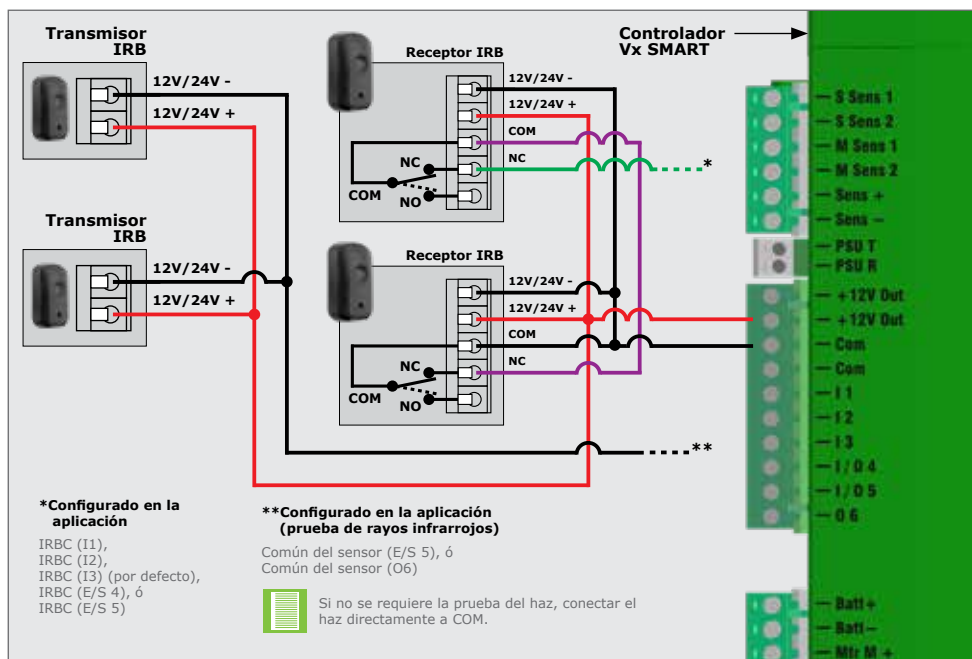 Transmisor
IRB
12V/24V -
12V/24V +
Transmisor
IRB
12V/24V -
12V/24V +
Receptor IRB
12V/24V -
12V/24V +
COM
NC
*
NC
COM
NO
Receptor IRB
12V/24V -
12V/24V +
COM
NC
NC
COM
NO
**
Controlador
Vx SMART
S Sens 1
S Sens 2
M Sens 1
M Sens 2
Sens +
Sens -
PSU T
PSU R
+12V Out
+12V Out
Com
Com
I 1
I 2
I 3
I / O 4
I / O 5
O 6
Batt+
Batt-
Mtr M +
*Configurado en la
aplicación
IRBC (I1),
IRBC (I2),
IRBC (I3) (por defecto),
IRBC (E/S 4), ó
IRBC (E/S 5)
**Configurado en la aplicación
(prueba de rayos infrarrojos)
Común del sensor (E/S 5), ó
Común del sensor (O6)
Si no se requiere la prueba del haz, conectar el
haz directamente a COM.